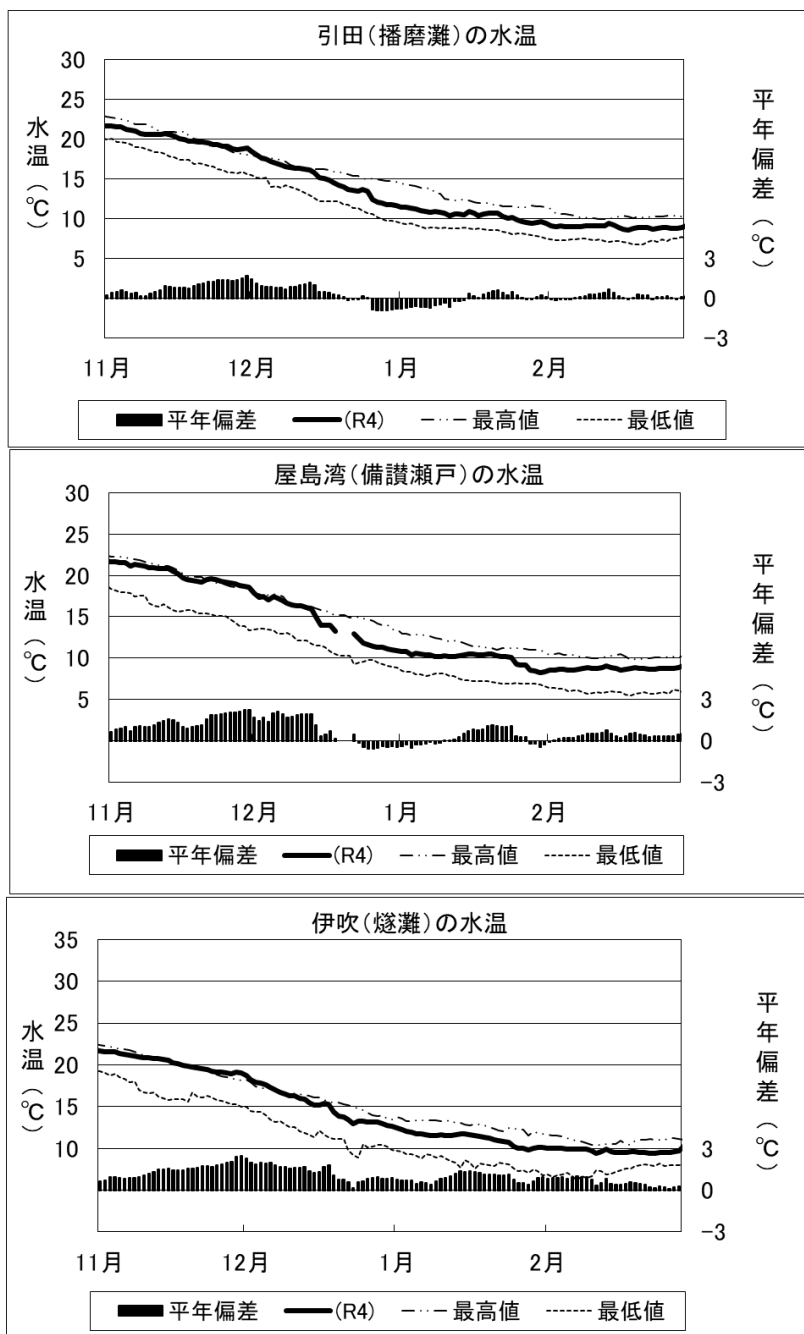 引田(播磨灘)の水温
30
25
20
15
10
5
水温(℃)
平年偏差(℃)
3
0
-3
11月 12月 1月 2月
平年偏差 (R4) 最高値 最低値
屋島湾(備讃瀬戸)の水温
30
25
20
15
10
5
水温(℃)
平年偏差(℃)
3
0
-3
11月 12月 1月 2月
平年偏差 (R4) 最高値 最低値
伊吹(燧灘)の水温
35
30
25
20
15
10
水温(℃)
平年偏差(℃)
3
0
-3
11月 12月 1月 2月
平年偏差 (R4) 最高値 最低値